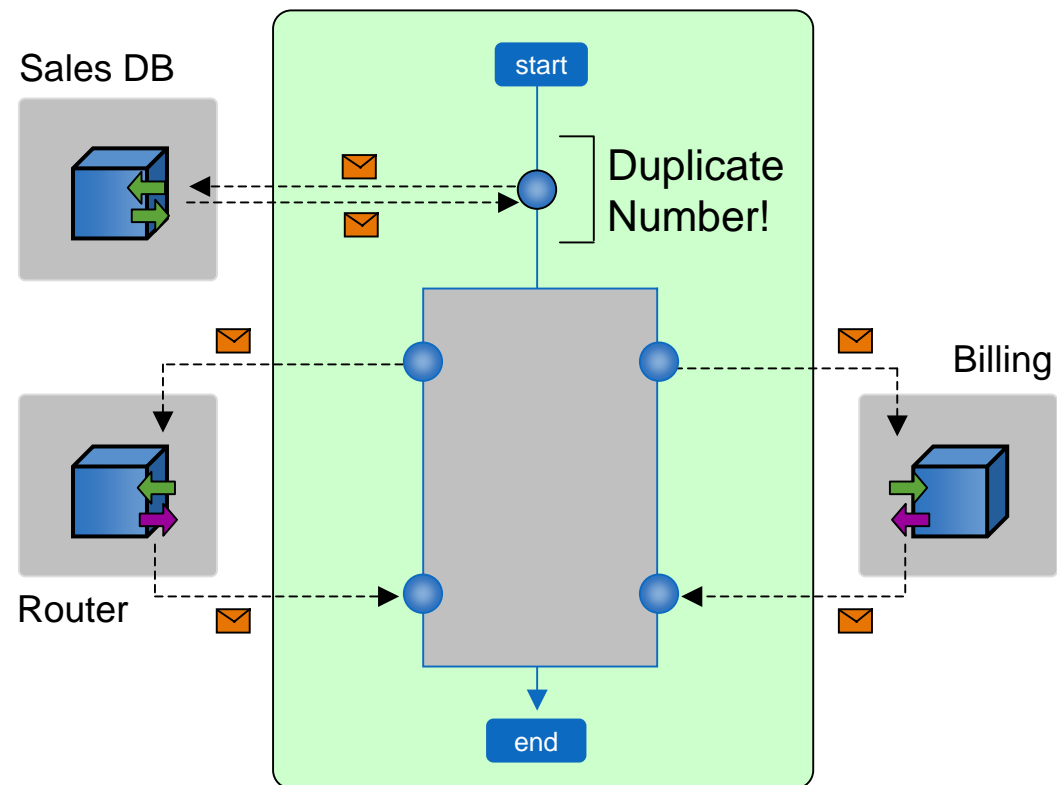 start
Sales DB
Duplicate
Number!
Billing
Router
end